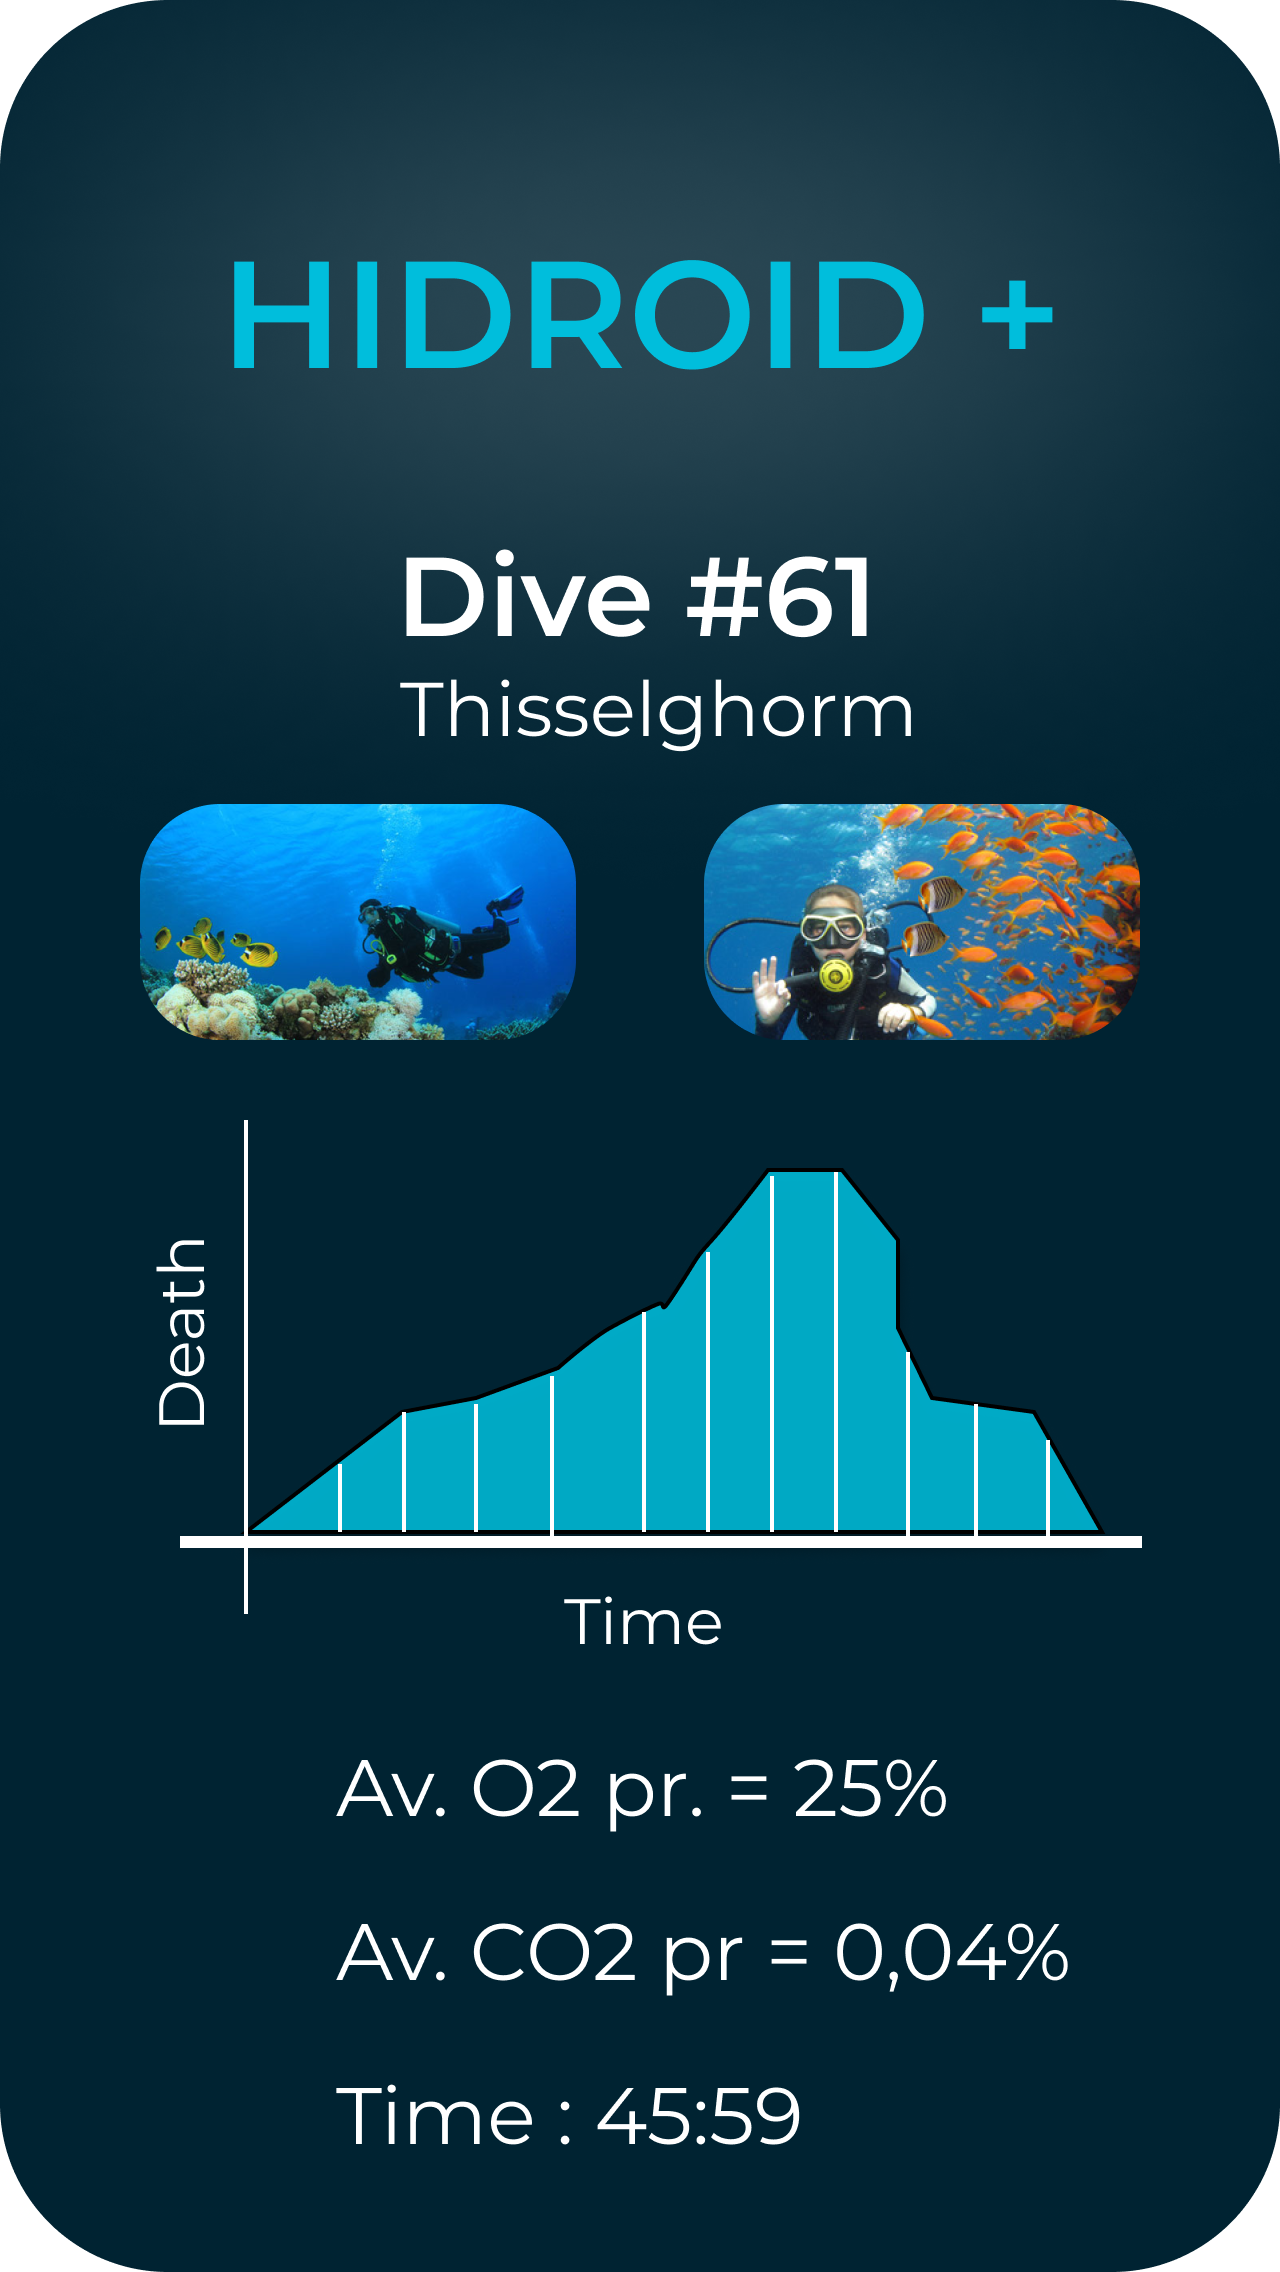 HIDROID +
Dive #61
Thisselghorm
Death
Time
Av. O2 pr. = 25%
Av. CO2 pr = 0,04%
Time : 45:59